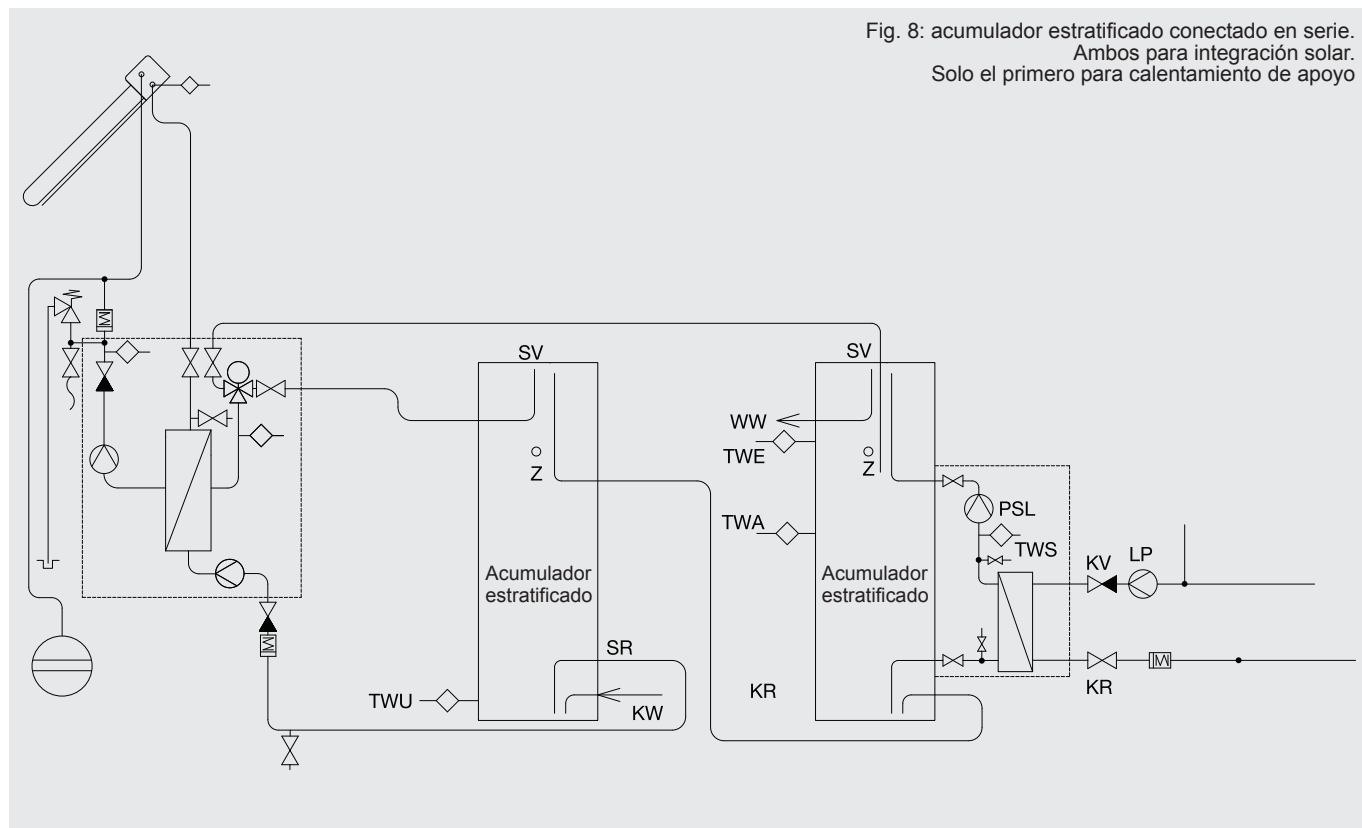 Fig. 8: acumulador estratificado conectado en serie.
Ambos para integración solar.
Solo el primero para calentamiento de apoyo
SV
SV
WW
TWE
Z
Z
PSL
TWA
TWS
KV
LP
Acumulador
estratificado
Acumulador
estratificado
SR
KR
KR
TWU
KW